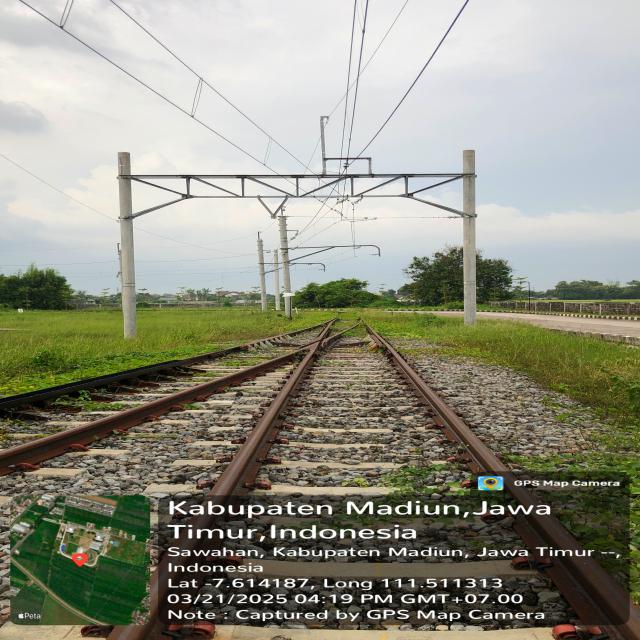 GPS Map Camera
Kabupaten Madiun,Jawa
Timur,Indonesia
Sawahan, Kabupaten Madiun, Jawa Timur --,
Indonesia
Lat -7.614187, Long 111.511313
03/21/2025 04:19 PM GMT+07.00
Note : Captured by GPS Map Camera
Peta